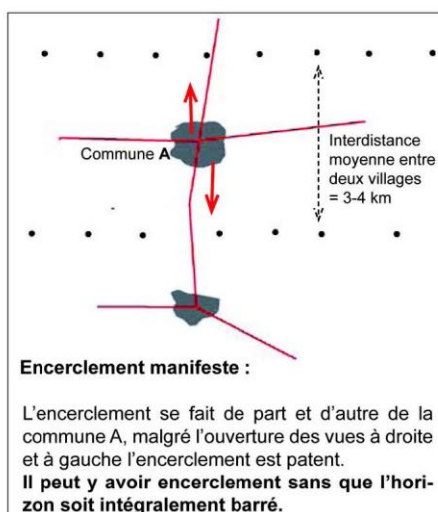 Commune A
Interdistance
moyenne entre
deux villages
= 3-4 km
Encerclement manifeste :
L'encerclement se fait de part et d'autre de la
commune A, malgré l'ouverture des vues à droite
et à gauche l'encerclement est patent.
Il peut y avoir encerclement sans que l'hori-
zon soit intégralement barré.